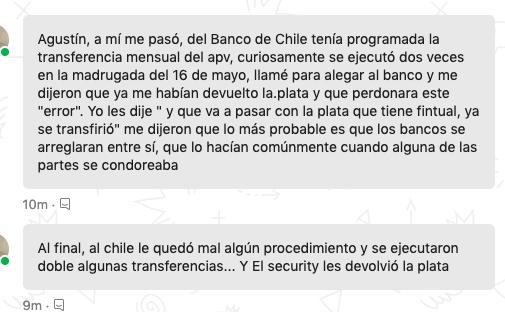 Agustín, a mí me pasó, del Banco de Chile tenía programada la
transferencia mensual del apv, curiosamente se ejecutó dos veces
en la madrugada del 16 de mayo, llamé para alegar al banco y me
dijeron que ya me habían devuelto la.plata y que perdonara este
"error". Yo les dije " y que va a pasar con la plata que tiene fintual, ya
se transfirió" me dijeron que lo más probable es que los bancos se
arreglaran entre sí, que lo hacían comúnmente cuando alguna de las
partes se condoreaba
10m ·
Al final, al chile le quedó mal algún procedimiento y se ejecutaron
doble algunas transferencias... Y El security les devolvió la plata
9m ·